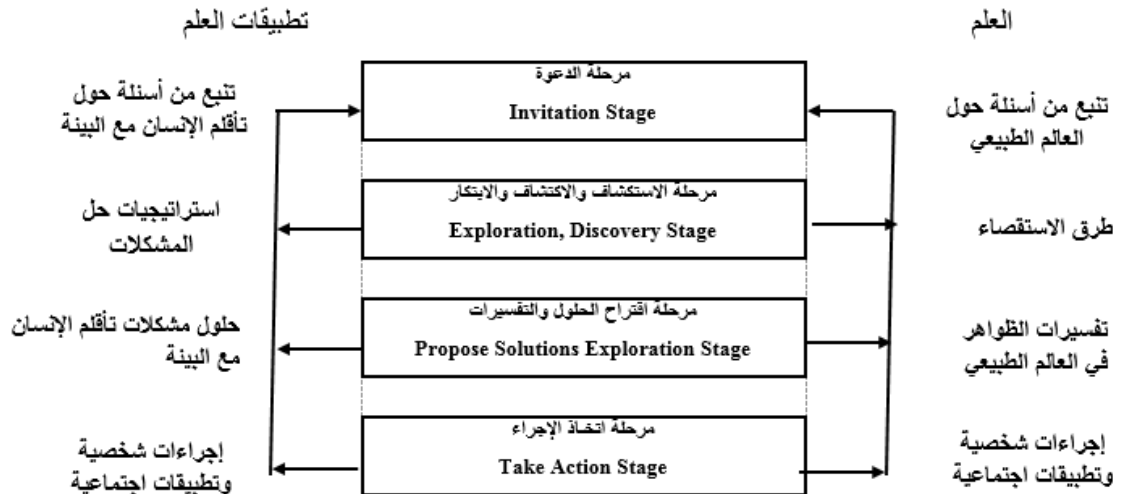 العلم
تطبيقات العلم
تنبع من أسئلة حول
العالم الطبيعي
مرحلة الدعوة
Invitation Stage
تنبع من أسئلة حول
تأقلم الإنسان مع البيئة
طرق الاستقصاء
مرحلة الاستكشاف والاكتشاف والابتكار
Exploration, Discovery Stage
استراتيجيات حل
المشكلات
تفسيرات الظواهر
في العالم الطبيعي
مرحلة اقتراح الحلول والتفسيرات
Propose Solutions Exploration Stage
حلول مشكلات تأقلم الإنسان
مع البيئة
إجراءات شخصية
وتطبيقات اجتماعية
مرحلة اتخاذ الإجراء
Take Action Stage
إجراءات شخصية
وتطبيقات اجتماعية